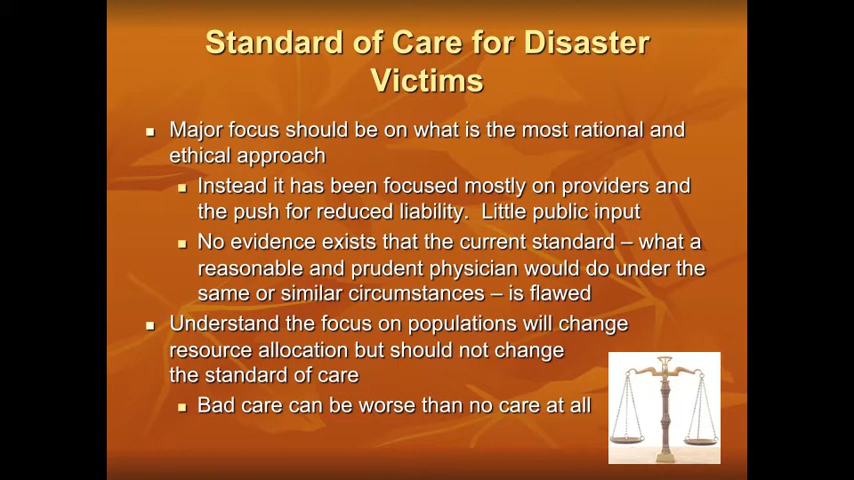 Standard of Care for Disaster
Victims
Major focus should be on what is the most rational and
ethical approach
Instead it has been focused mostly on providers and
the push for reduced liability.  Little public input
No evidence exists that the current standard – what a
reasonable and prudent physician would do under the
same or similar circumstances – is flawed
Understand the focus on populations will change
resource allocation but should not change
the standard of care
Bad care can be worse than no care at all